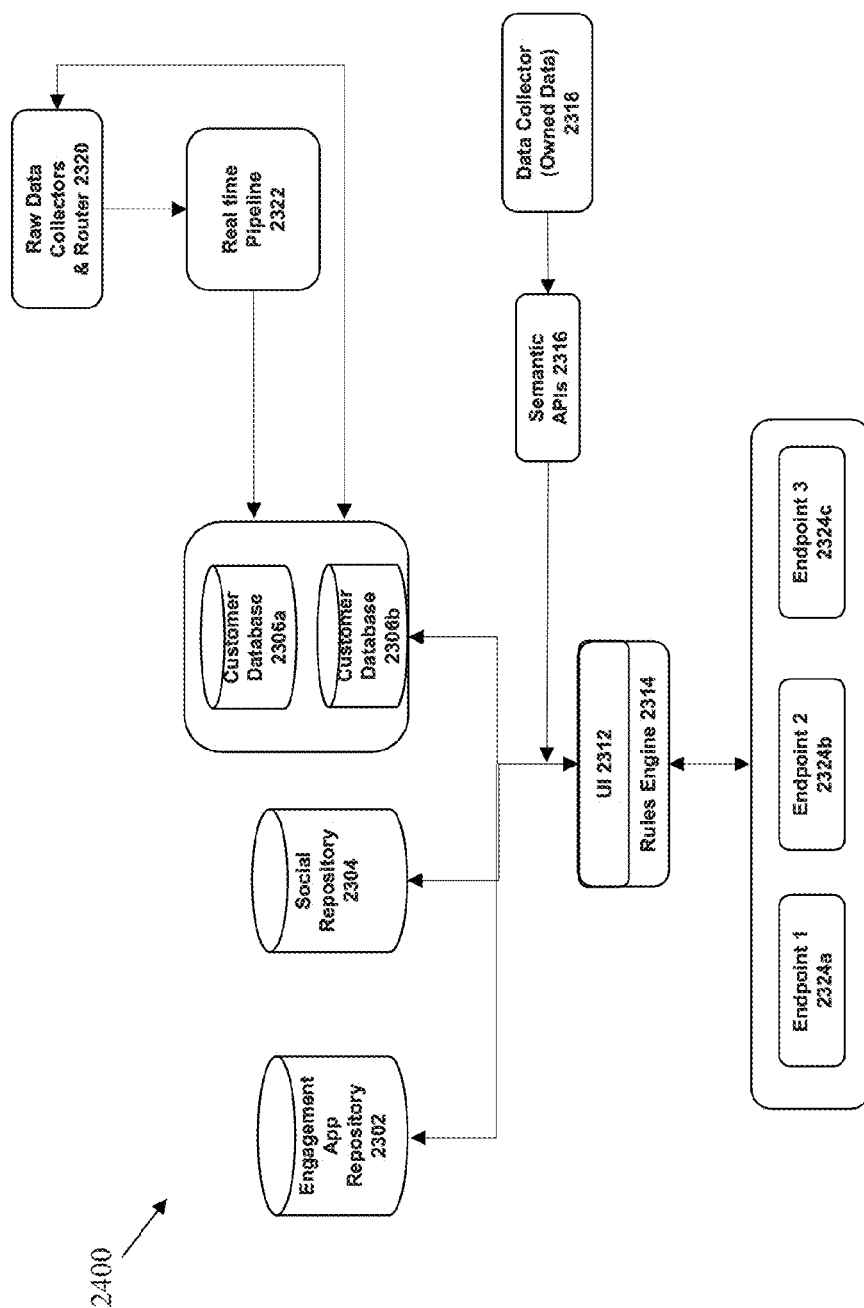 2400
Engagement
App
Repository
2302
Social
Repository
2304
Customer
Database
2306a
Customer
Database
2306b
Raw Data
Collectors
& Router 2320
Real time
Pipeline
2322
UI 2312
Rules Engine 2314
Semantic
APIs 2316
Data Collector
(Owned Data)
2318
Endpoint 1
2324a
Endpoint 2
2324b
Endpoint 3
2324c